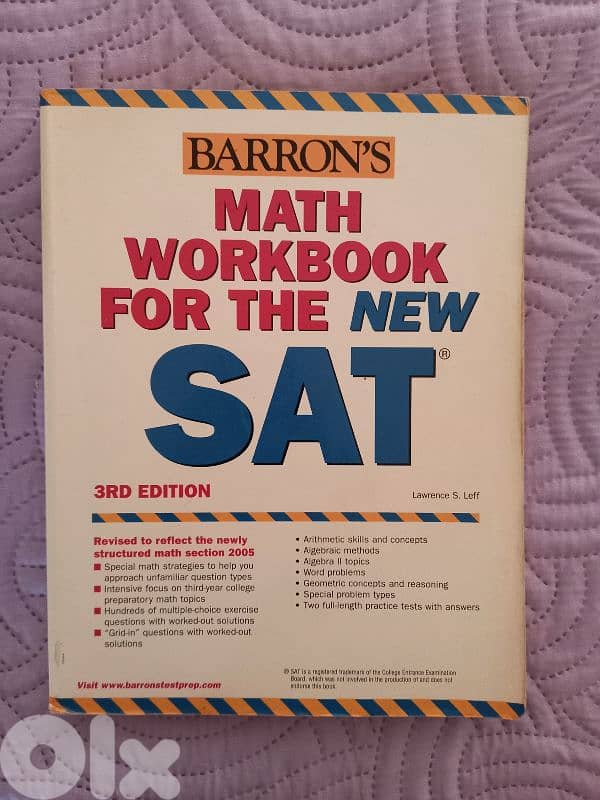 BARRON'S
MATH
WORKBOOK
FOR THE NEW
SAT®
3RD EDITION
Lawrence S. Leff
Revised to reflect the newly
structured math section 2005
■ Special math strategies to help you
approach unfamiliar question types
■ Intensive focus on third-year college
preparatory math topics
■ Hundreds of multiple-choice exercise
questions with worked-out solutions
■ "Grid-in" questions with worked-out
solutions
• Arithmetic skills and concepts
• Algebraic methods
• Algebra II topics
• Word problems
• Geometric concepts and reasoning
• Special problem types
• Two full-length practice tests with answers
Visit www.barronstestprep.com
® SAT is a registered trademark of the College Entrance Examination
Board, which was not involved in the production of and does not
endorse this book.
olx